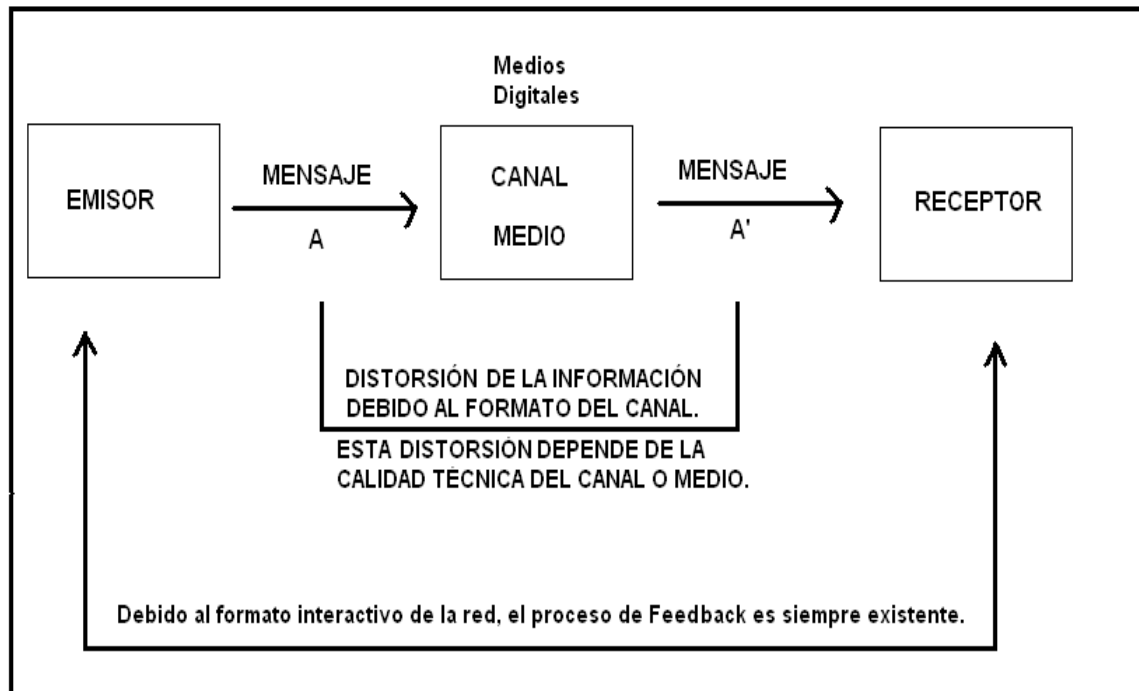 Medios
Digitales
EMISOR
MENSAJE
A
CANAL
MEDIO
MENSAJE
A'
RECEPTOR
DISTORSIÓN DE LA INFORMACIÓN
DEBIDO AL FORMATO DEL CANAL.
ESTA DISTORSIÓN DEPENDE DE LA
CALIDAD TÉCNICA DEL CANAL O MEDIO.
Debido al formato interactivo de la red, el proceso de Feedback es siempre existente.